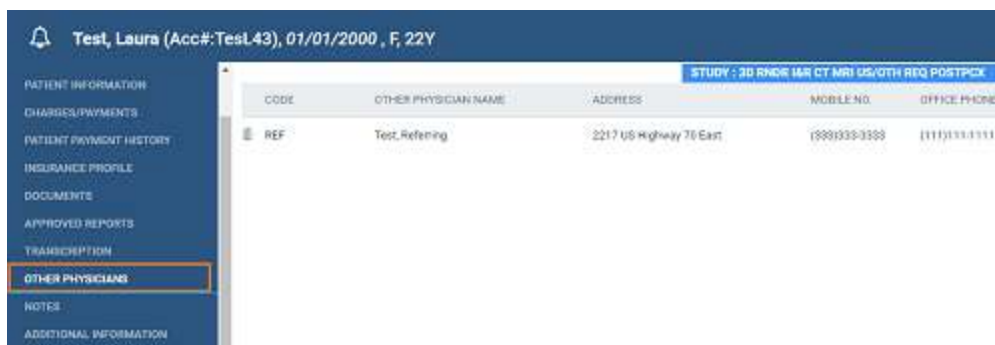 Test, Laura (Acc#:TesL43), 01/01/2000 , F, 22Y
STUDY : 3D RNDR I&R CT MRI US/OTH REQ POSTPCX
PATIENT INFORMATION
CHARGES/PAYMENTS
PATIENT PAYMENT HISTORY
INSURANCE PROFILE
DOCUMENTS
APPROVED REPORTS
TRANSCRIPTION
OTHER PHYSICIANS
NOTES
ADDITIONAL INFORMATION
CODE OTHER PHYSICIAN NAME ADDRESS MOBILE NO. OFFICE PHONE
REF Test, Referring 2217 US Highway 70 East (333)333-3333 (111)111-1111